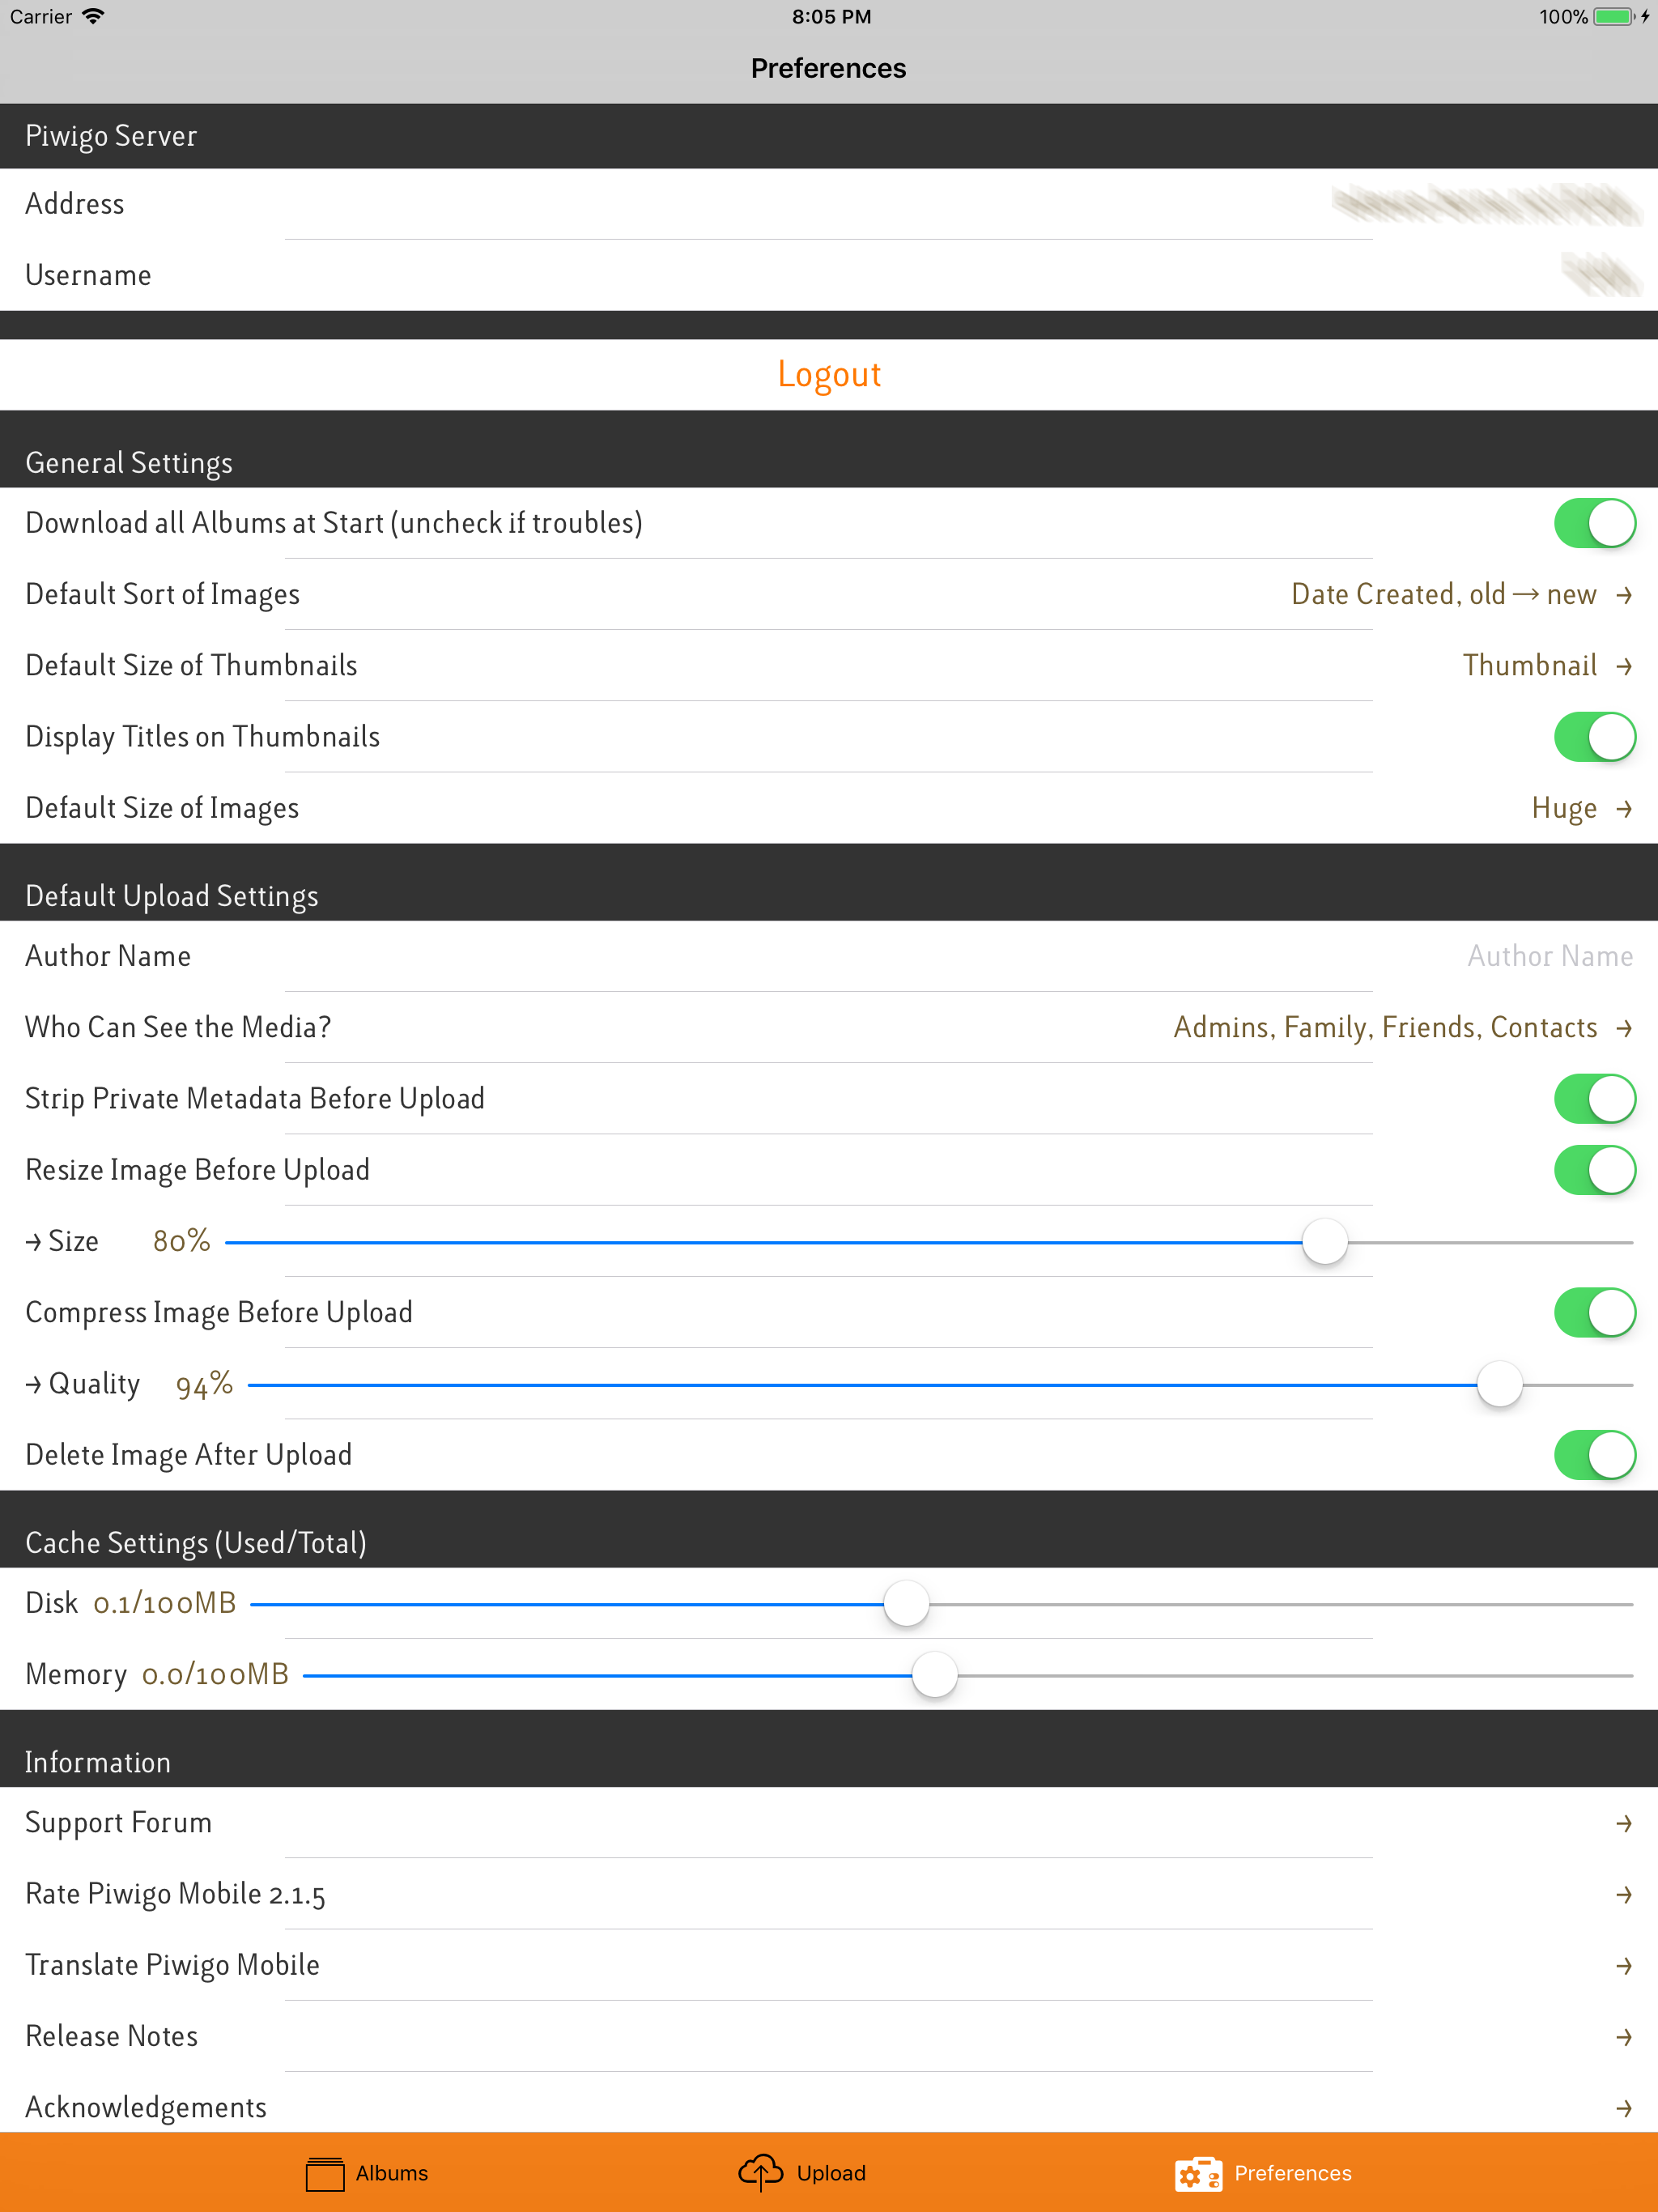 Carrier 8:05 PM 100%
Preferences
Piwigo Server
Address
Username
Logout
General Settings
Download all Albums at Start (uncheck if troubles)
Default Sort of Images Date Created, old → new →
Default Size of Thumbnails Thumbnail →
Display Titles on Thumbnails
Default Size of Images Huge →
Default Upload Settings
Author Name Author Name
Who Can See the Media? Admins, Family, Friends, Contacts →
Strip Private Metadata Before Upload
Resize Image Before Upload
→ Size 80%
Compress Image Before Upload
→ Quality 94%
Delete Image After Upload
Cache Settings (Used/Total)
Disk 0.1/100MB
Memory 0.0/100MB
Information
Support Forum →
Rate Piwigo Mobile 2.1.5 →
Translate Piwigo Mobile →
Release Notes →
Acknowledgements →
Albums Upload Preferences